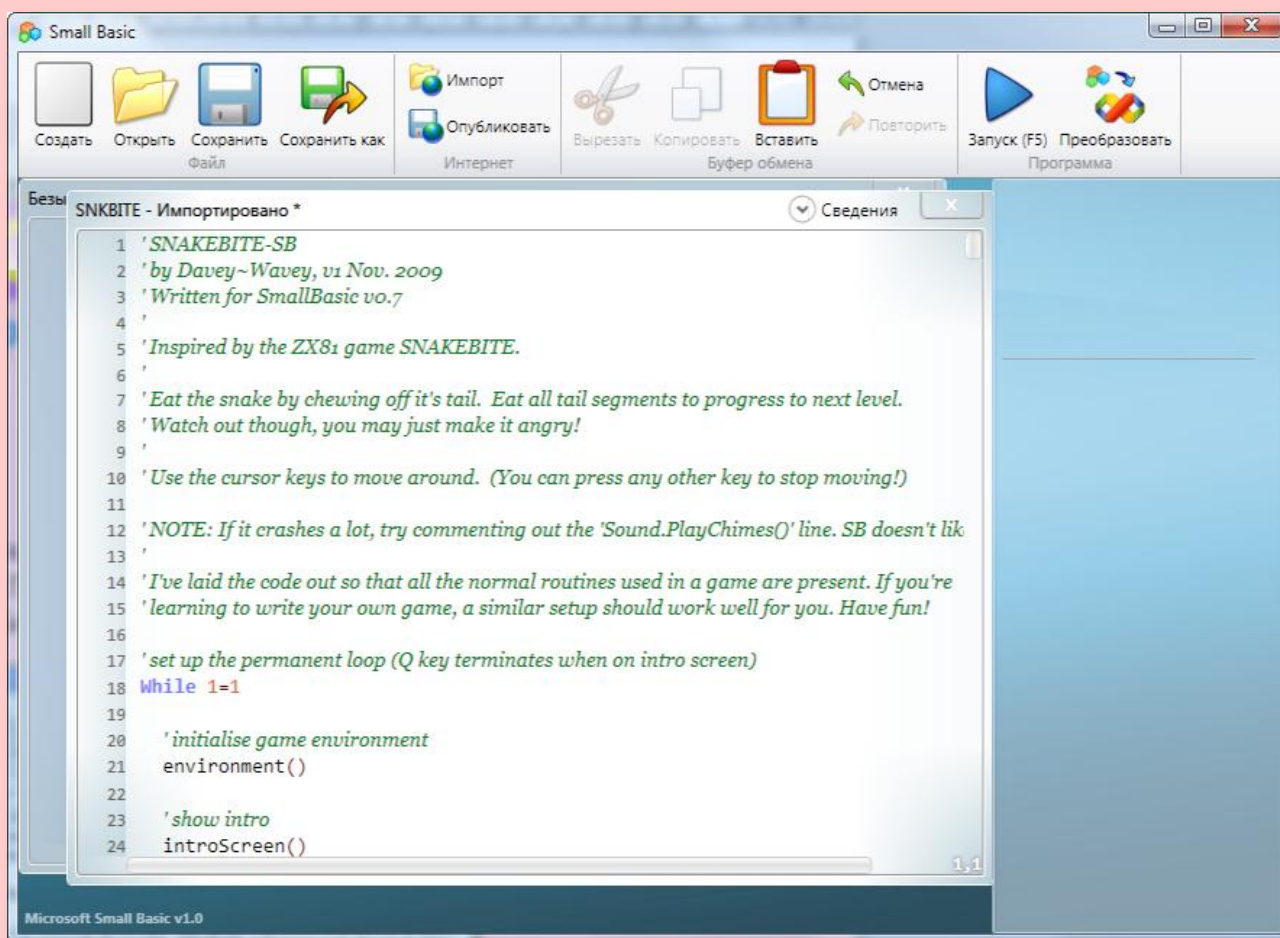 Small Basic
Создать Открыть Сохранить Сохранить как
Файл
Импорт
Опубликовать
Интернет
Вырезать Копировать Вставить
Отмена
Повторить
Буфер обмена
Запуск (F5) Преобразовать
Программа
Безы
SNKBITE - Импортировано *
Сведения
1 ' SNAKEBITE-SB
2 ' by Davey~Wavey, v1 Nov. 2009
3 ' Written for SmallBasic v0.7
4 '
5 ' Inspired by the ZX81 game SNAKEBITE.
6 '
7 ' Eat the snake by chewing off it's tail.  Eat all tail segments to progress to next level.
8 ' Watch out though, you may just make it angry!
9 '
10 ' Use the cursor keys to move around.  (You can press any other key to stop moving!)
11
12 ' NOTE: If it crashes a lot, try commenting out the 'Sound.PlayChimes()' line. SB doesn't lik
13 '
14 ' I've laid the code out so that all the normal routines used in a game are present. If you're
15 ' learning to write your own game, a similar setup should work well for you. Have fun!
16
17 ' set up the permanent loop (Q key terminates when on intro screen)
18 While 1=1
19
20 ' initialise game environment
21 environment()
22
23 ' show intro
24 introScreen()
1,1
Microsoft Small Basic v1.0